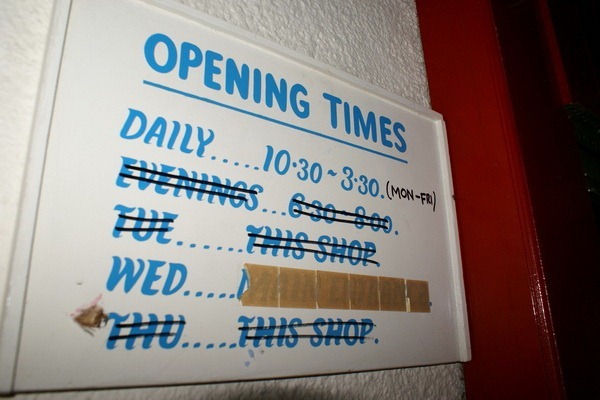 OPENING TIMES
DAILY.....10·30 ~ 3·30. (MON-FRI)
EVENINGS...6·30-8·00.
TUE......THIS SHOP
WED.....
THU.....THIS SHOP.